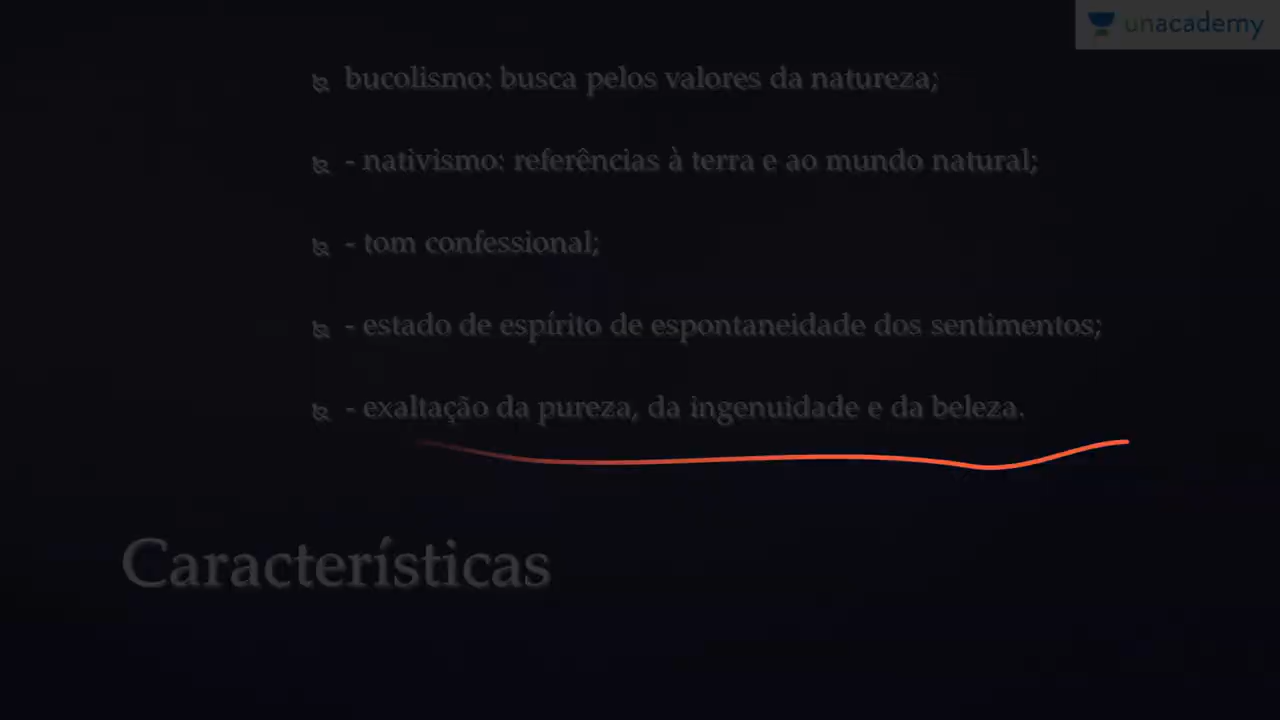 unacademy
bucolismo: busca pelos valores da natureza;
- nativismo: referências à terra e ao mundo natural;
- tom confessional;
- estado de espírito de espontaneidade dos sentimentos;
- exaltação da pureza, da ingenuidade e da beleza.
Características